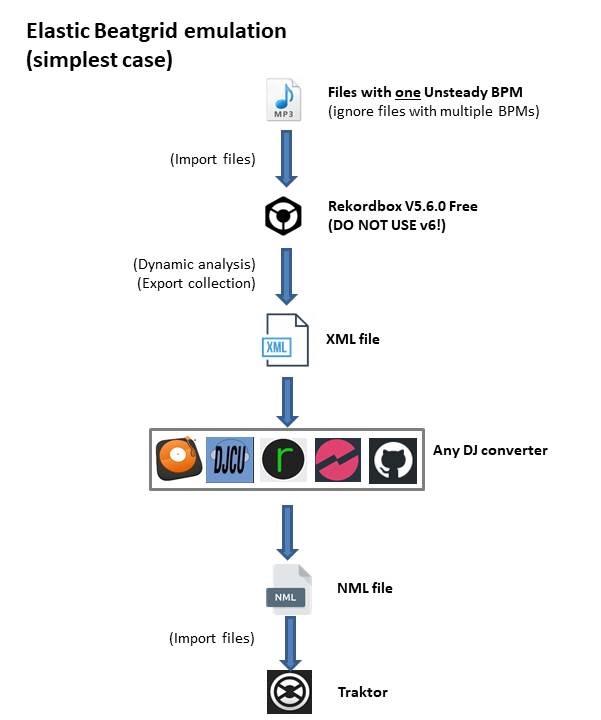 Elastic Beatgrid emulation
(simplest case)
MP3
Files with one Unsteady BPM
(ignore files with multiple BPMs)
(Import files)
Rekordbox V5.6.0 Free
(DO NOT USE v6!)
(Dynamic analysis)
(Export collection)
XML
XML file
DJCU
r
Any DJ converter
NML
NML file
(Import files)
Traktor